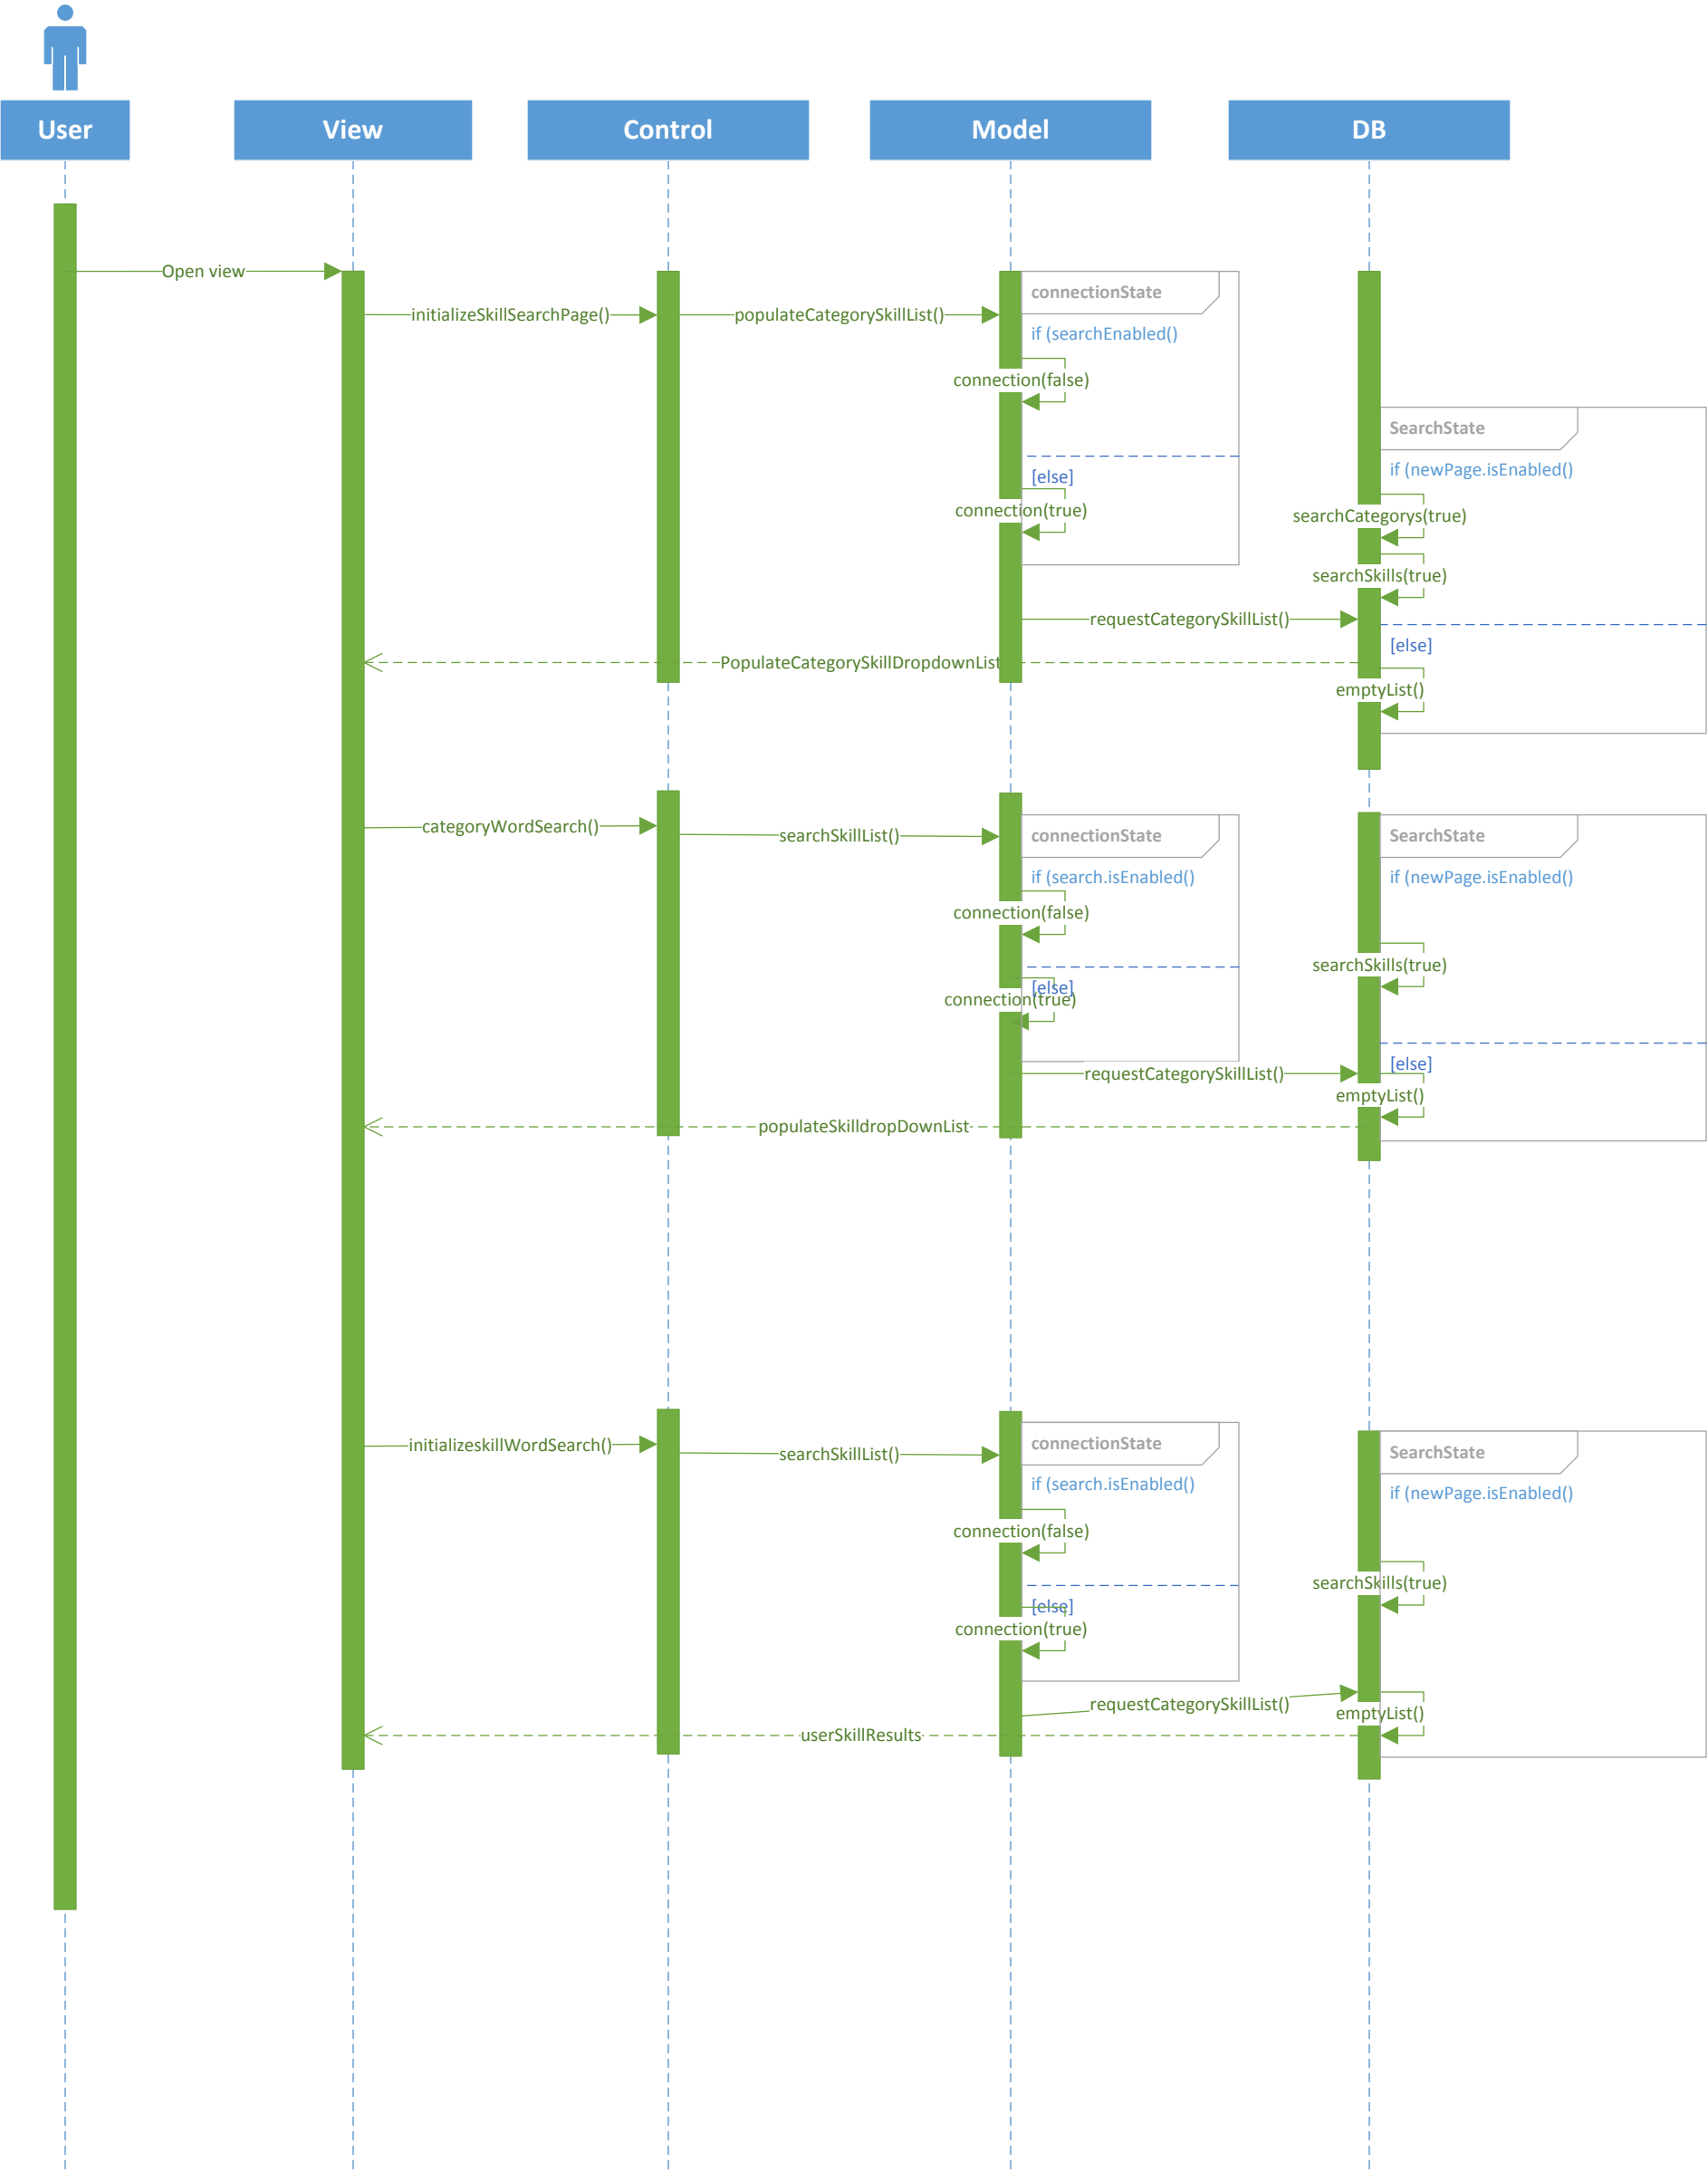 User
View
Control
Model
DB
Open view
initializeSkillSearchPage()
populateCategorySkillList()
connectionState
if (searchEnabled()
connection(false)
[else]
connection(true)
SearchState
if (newPage.isEnabled()
searchCategorys(true)
searchSkills(true)
requestCategorySkillList()
[else]
PopulateCategorySkillDropdownList
emptyList()
categoryWordSearch()
searchSkillList()
connectionState
if (search.isEnabled()
connection(false)
[else]
connection(true)
SearchState
if (newPage.isEnabled()
searchSkills(true)
[else]
requestCategorySkillList()
emptyList()
populateSkilldropDownList
initializeskillWordSearch()
searchSkillList()
connectionState
if (search.isEnabled()
connection(false)
[else]
connection(true)
SearchState
if (newPage.isEnabled()
searchSkills(true)
requestCategorySkillList()
emptyList()
userSkillResults